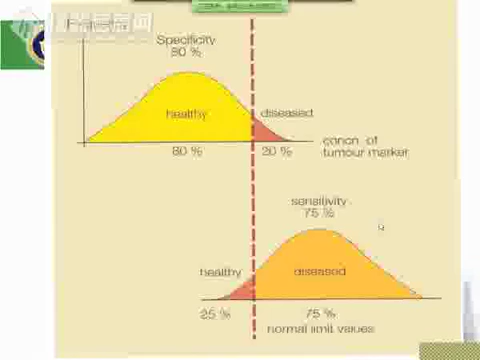 Specificity
80 %
healthy
diseased
80 %
20 %
concn of
tumour marker
sensitivity
75 %
healthy
diseased
25 %
75 %
normal limit values